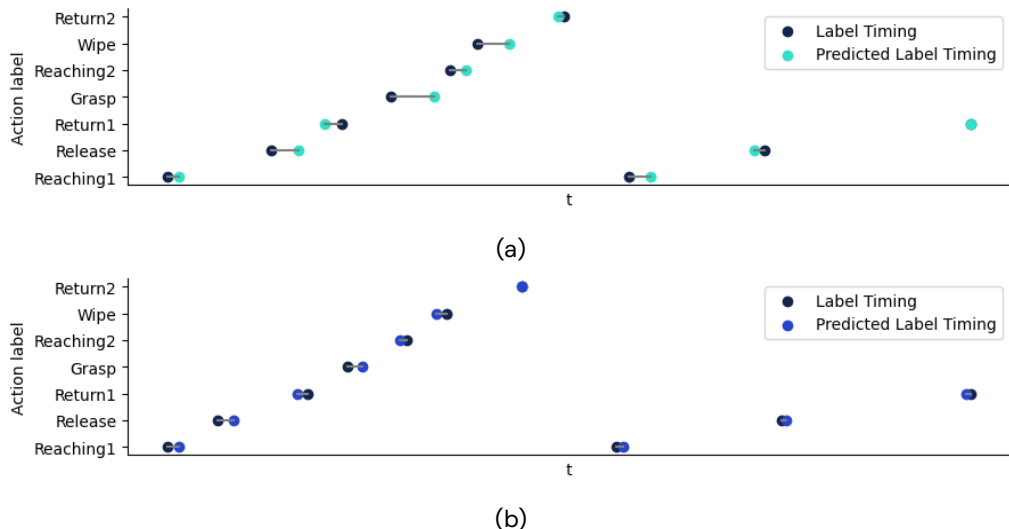 Return2
Wipe
Reaching2
Grasp
Return1
Release
Reaching1
Action label
Label Timing
Predicted Label Timing
t
(a)
Return2
Wipe
Reaching2
Grasp
Return1
Release
Reaching1
Action label
Label Timing
Predicted Label Timing
t
(b)